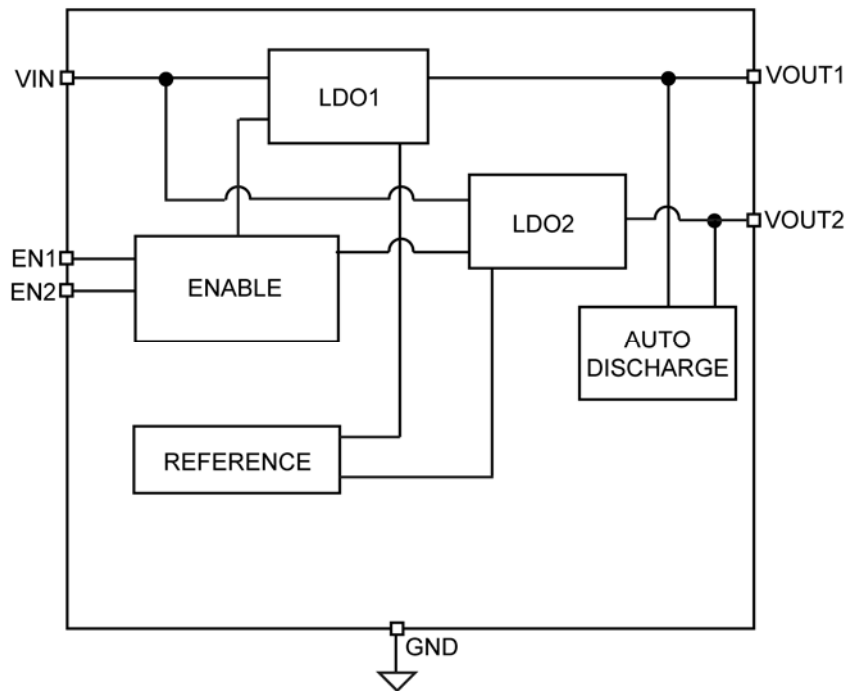 VIN
LDO1
VOUT1
LDO2
VOUT2
EN1
ENABLE
EN2
AUTO
DISCHARGE
REFERENCE
GND